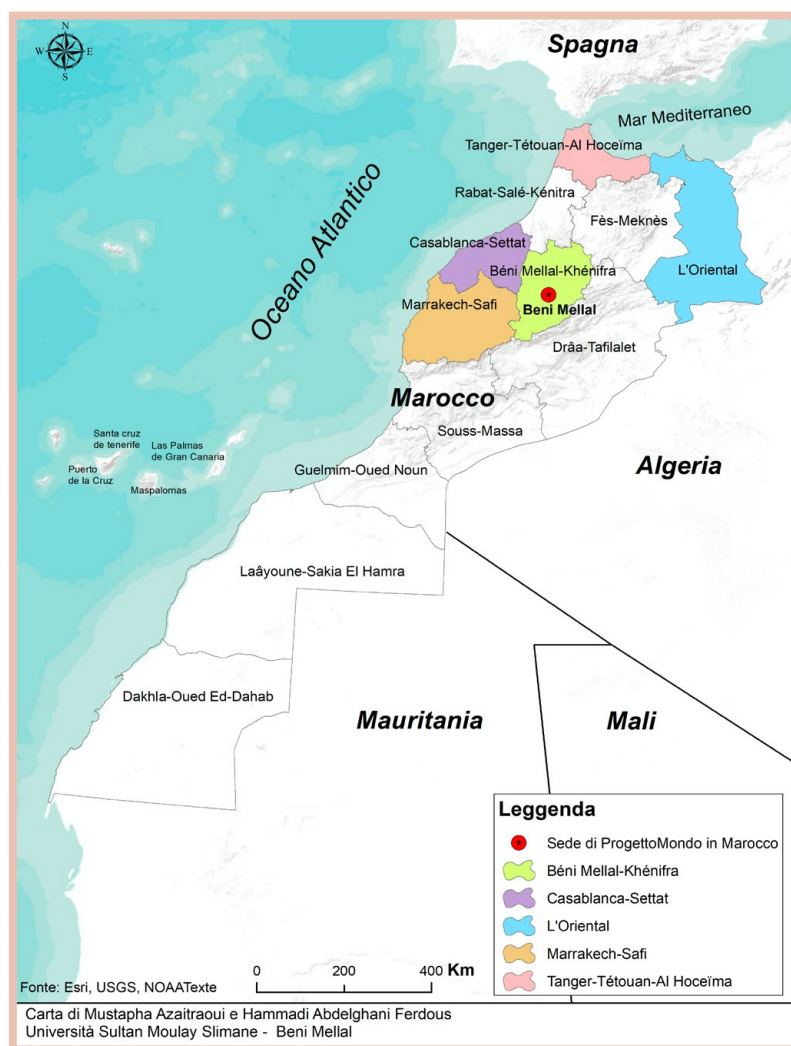 N
W E
S
Spagna
Mar Mediterraneo
Tanger-Tétouan-Al Hoceïma
Rabat-Salé-Kénitra
Fès-Meknès
Oceano Atlantico
Casablanca-Settat
Béni Mellal-Khénifra
L'Oriental
Marrakech-Safi
Beni Mellal
Drâa-Tafilalet
Marocco
Souss-Massa
Santa cruz
de tenerife
Las Palmas
de Gran Canaria
Puerto
de la Cruz
Maspalomas
Guelmim-Oued Noun
Algeria
Laâyoune-Sakia El Hamra
Dakhla-Oued Ed-Dahab
Mauritania
Mali
Leggenda
Sede di ProgettoMondo in Marocco
Béni Mellal-Khénifra
Casablanca-Settat
L'Oriental
Marrakech-Safi
Tanger-Tétouan-Al Hoceïma
0 200 400 Km
Fonte: Esri, USGS, NOAATexte
Carta di Mustapha Azaitraoui e Hammadi Abdelghani Ferdous
Università Sultan Moulay Slimane - Beni Mellal